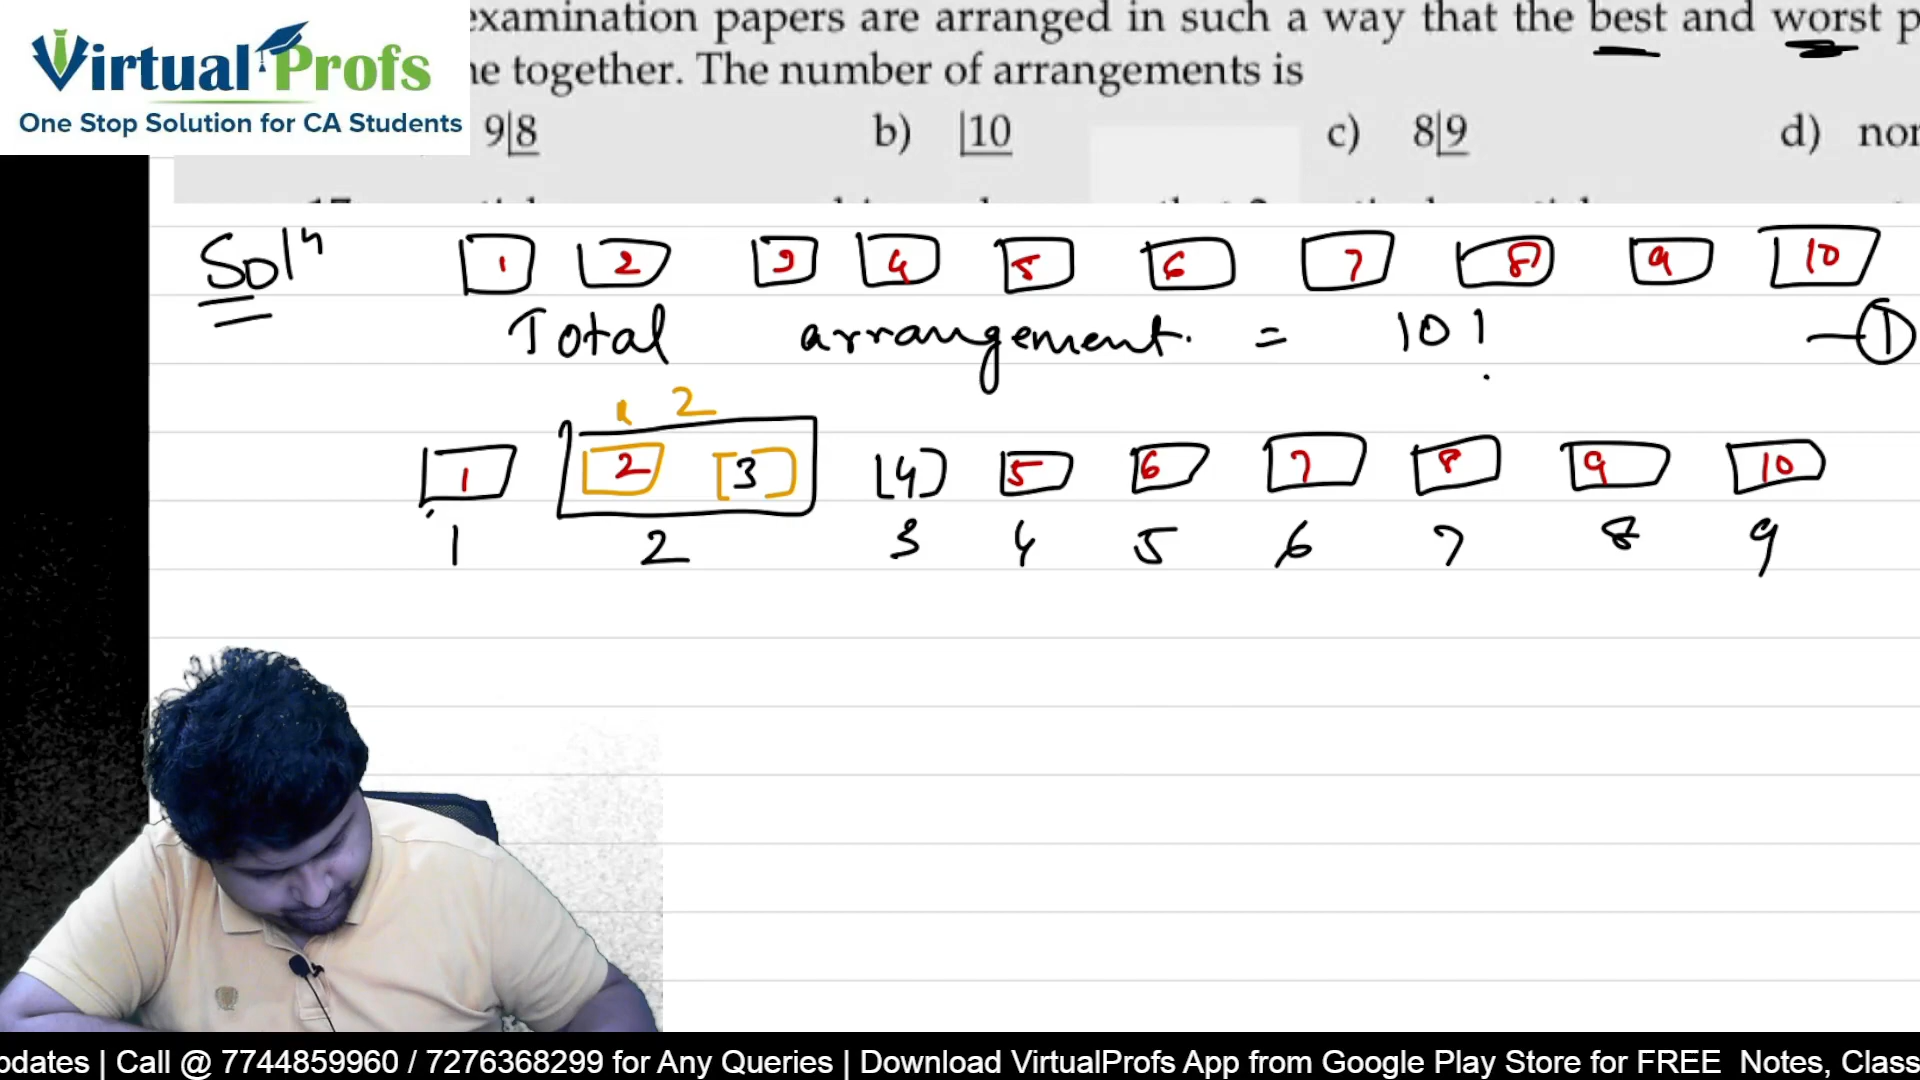 Virtual Profs
One Stop Solution for CA Students
examination papers are arranged in such a way that the best and worst p
ne together. The number of arrangements is
9|8 b) |10 c) 8|9 d) nor
Solⁿ 1 2 3 4 5 6 7 8 9 10
Total arrangement. = 10! —①
1 2
1 2 3 4 5 6 7 8 9 10
1 2 3 4 5 6 7 8 9
pdates | Call @ 7744859960 / 7276368299 for Any Queries | Download VirtualProfs App from Google Play Store for FREE Notes, Class